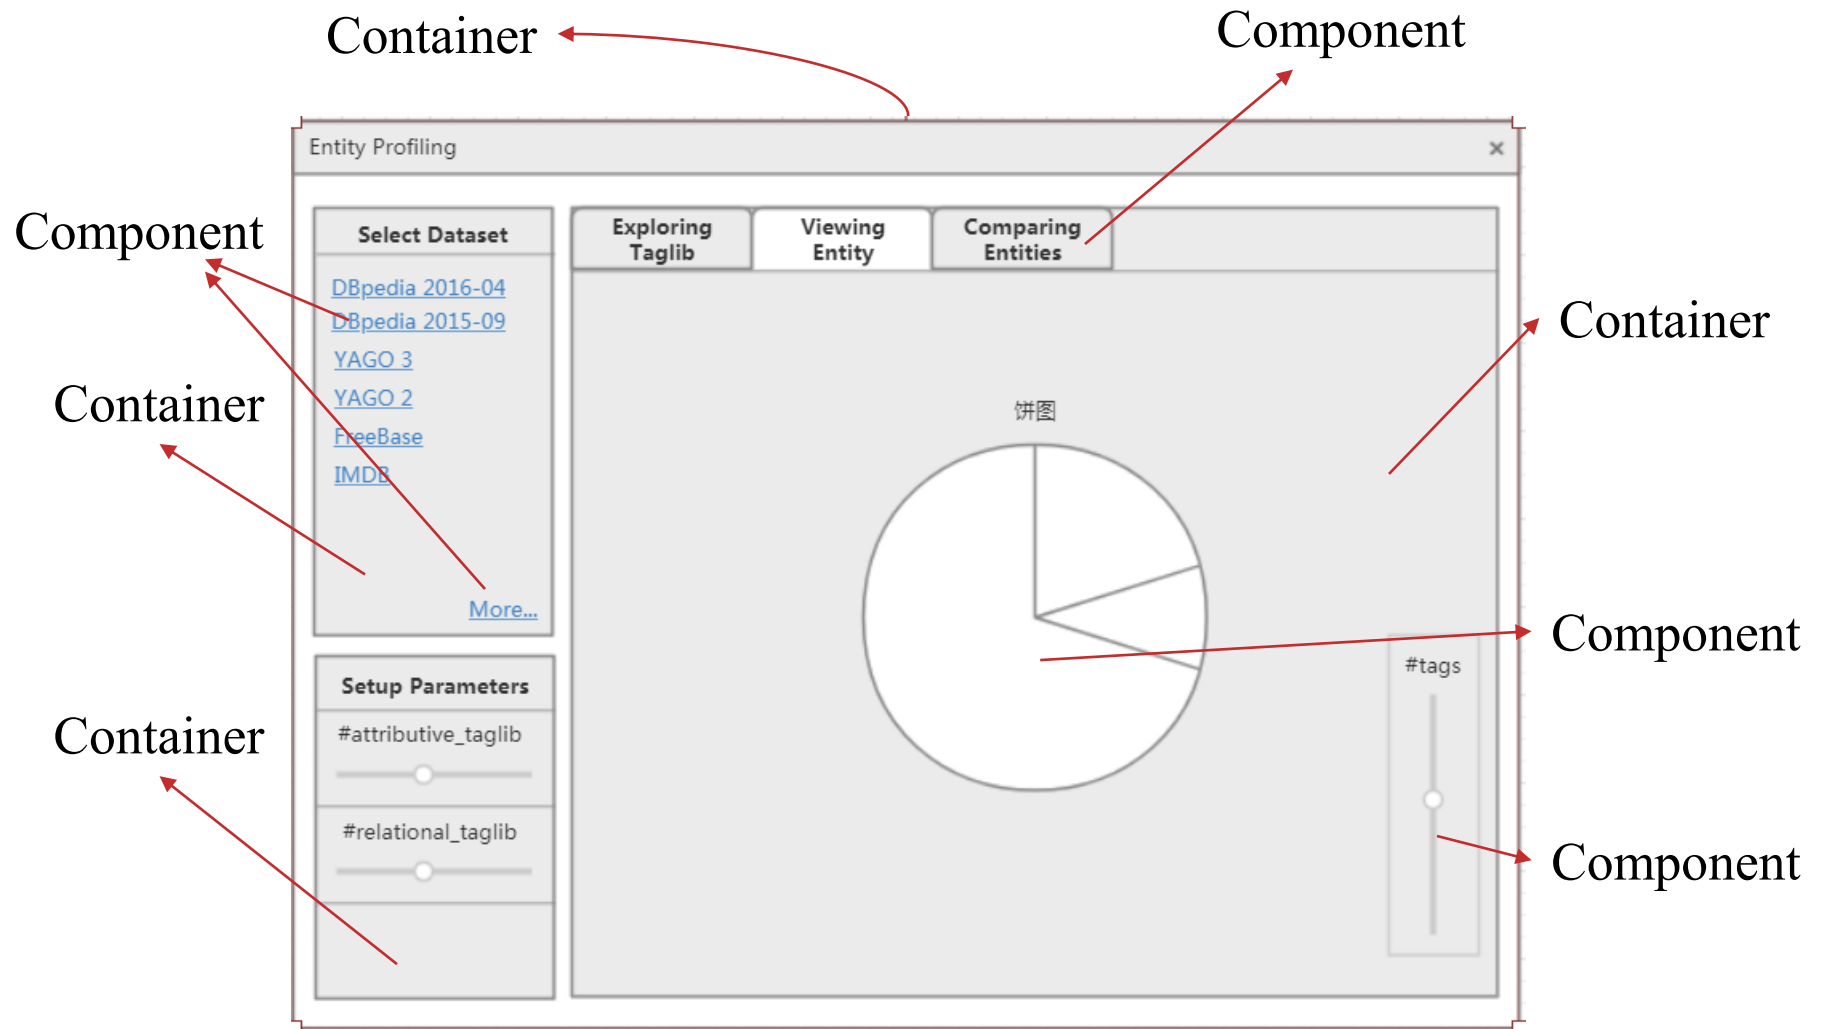 Container
Component
Entity Profiling
Component
Select Dataset
DBpedia 2016-04
DBpedia 2015-09
YAGO 3
YAGO 2
FreeBase
IMDB
More...
Container
Setup Parameters
#attributive_taglib
#relational_taglib
Container
Exploring
Taglib
Viewing
Entity
Comparing
Entities
饼图
#tags
Container
Component
Component